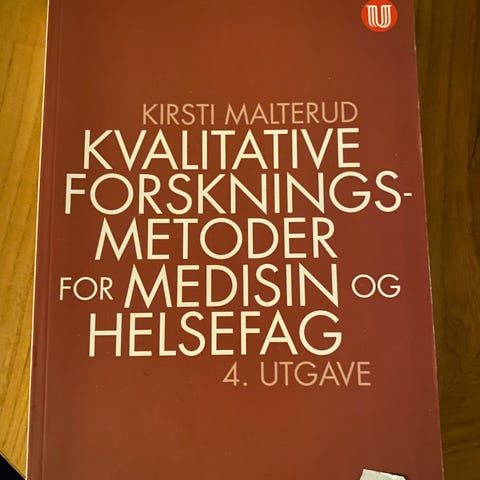 KIRSTI MALTERUD
KVALITATIVE
FORSKNINGS-
METODER
FOR MEDISIN OG
HELSEFAG
4. UTGAVE